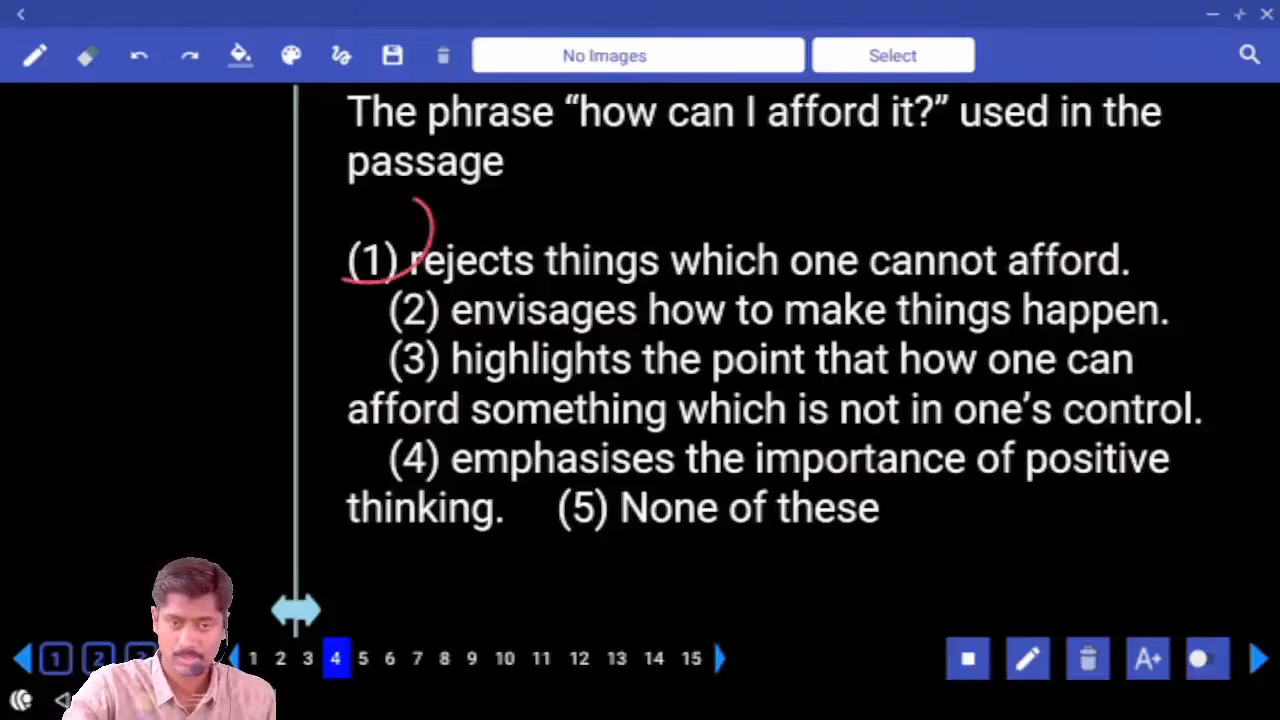 No Images
Select
The phrase “how can I afford it?” used in the
passage
(1) rejects things which one cannot afford.
(2) envisages how to make things happen.
(3) highlights the point that how one can
afford something which is not in one’s control.
(4) emphasises the importance of positive
thinking. (5) None of these
1 2 3 1 2 3 4 5 6 7 8 9 10 11 12 13 14 15 A+